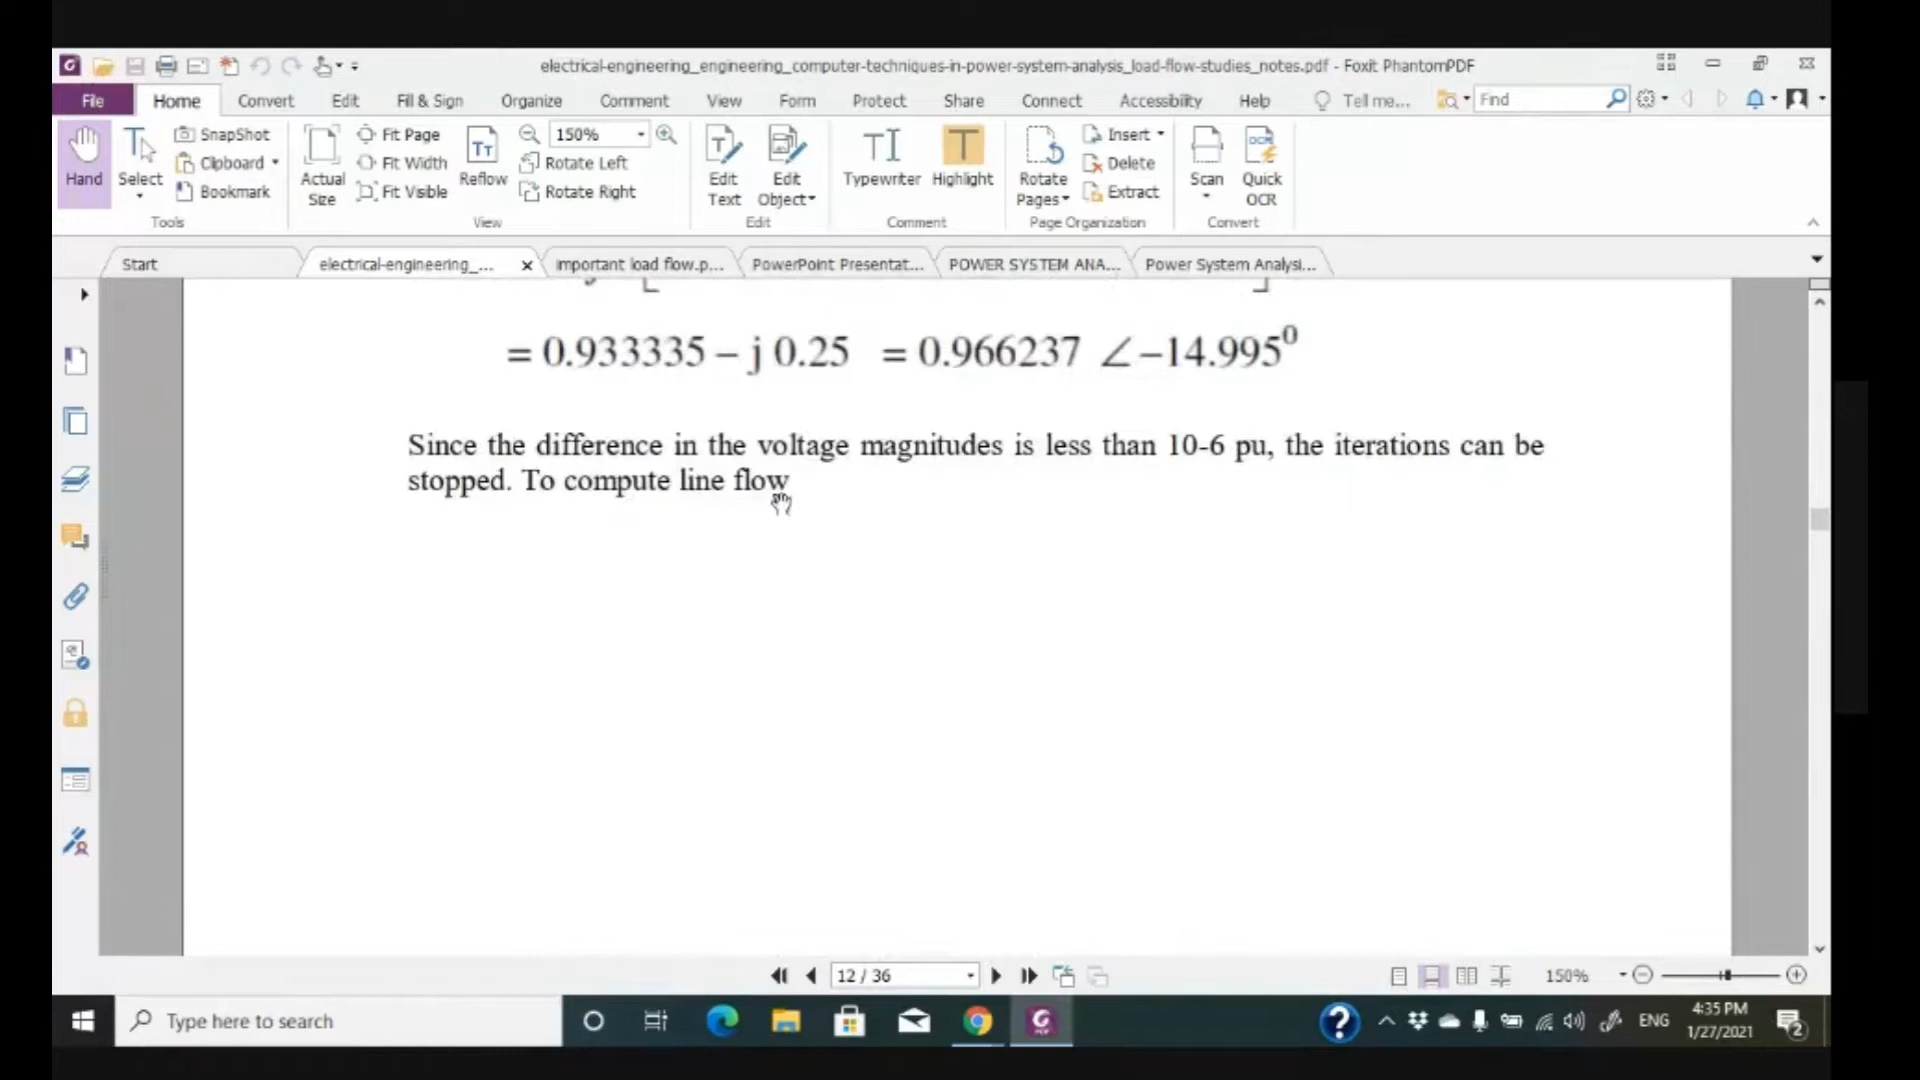 electrical-engineering_engineering_computer-techniques-in-power-system-analysis_load-flow-studies_notes.pdf - Foxit PhantomPDF
File Home Convert Edit Fill & Sign Organize Comment View Form Protect Share Connect Accessibility Help Tell me... Find
Hand
Select
SnapShot
Clipboard
Bookmark
Tools
Actual Size
Fit Page
Fit Width
Fit Visible
Reflow
150%
Rotate Left
Rotate Right
View
Edit Text
Edit Object
Edit
Typewriter
Highlight
Comment
Rotate Pages
Insert
Delete
Extract
Page Organization
Scan
Quick OCR
Convert
Start electrical-engineering_... important load flow.p... PowerPoint Presentat... POWER SYSTEM ANA... Power System Analysi...
= 0.933335 – j 0.25 = 0.966237 ∠−14.995⁰
Since the difference in the voltage magnitudes is less than 10-6 pu, the iterations can be
stopped. To compute line flow
12 / 36
150%
Type here to search
ENG
4:35 PM
1/27/2021
2